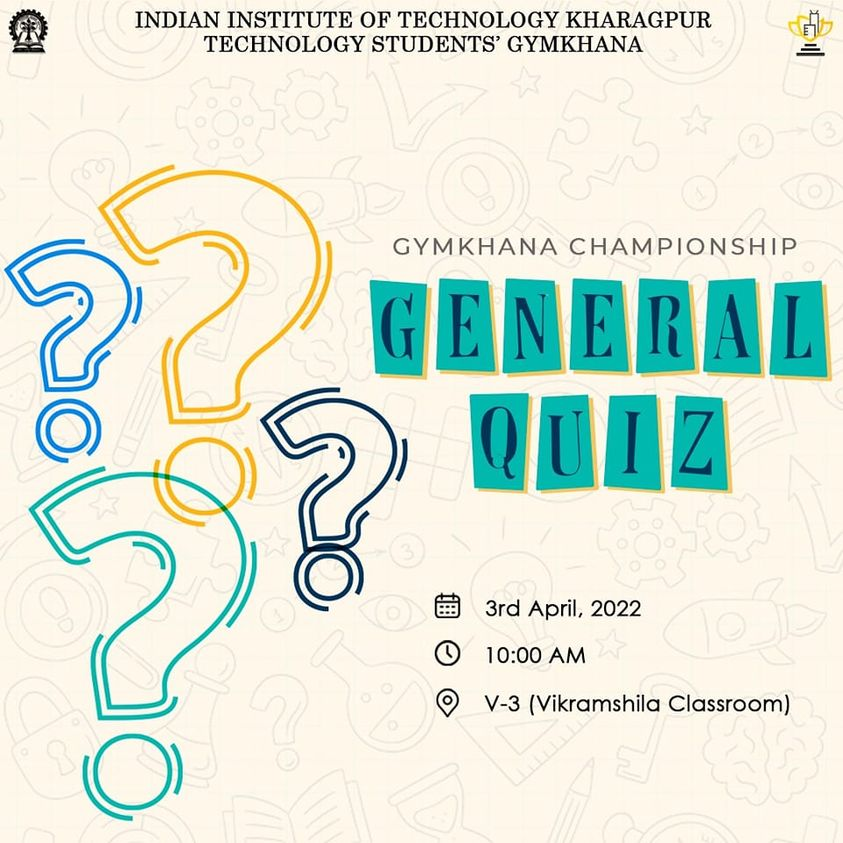 INDIAN INSTITUTE OF TECHNOLOGY KHARAGPUR
TECHNOLOGY STUDENTS' GYMKHANA
GYMKHANA CHAMPIONSHIP
GENERAL
QUIZ
3rd April, 2022
10:00 AM
V-3 (Vikramshila Classroom)